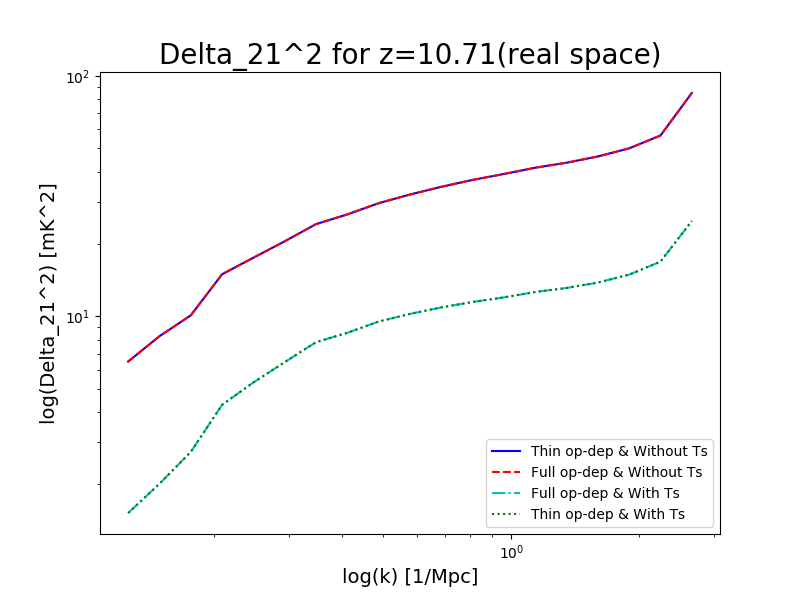 Delta_21^2 for z=10.71(real space)
log(Delta_21^2) [mK^2]
10^2
10^1
Thin op-dep & Without Ts
Full op-dep & Without Ts
Full op-dep & With Ts
Thin op-dep & With Ts
10^0
log(k) [1/Mpc]